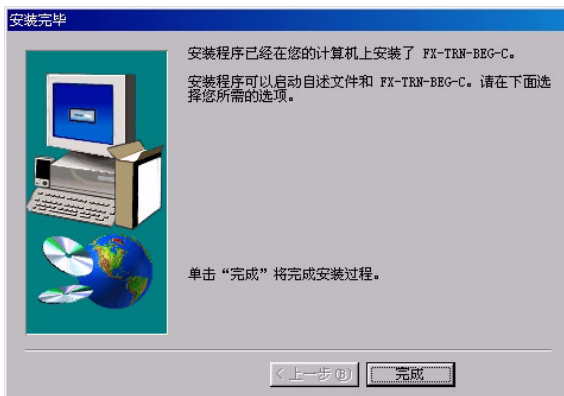 安装完毕
安装程序已经在您的计算机上安装了 FX-TRN-BEG-C。
安装程序可以启动自述文件和 FX-TRN-BEG-C。请在下面选
择您所需的选项。
单击“完成”将完成安装过程。
< 上一步(B)
完成